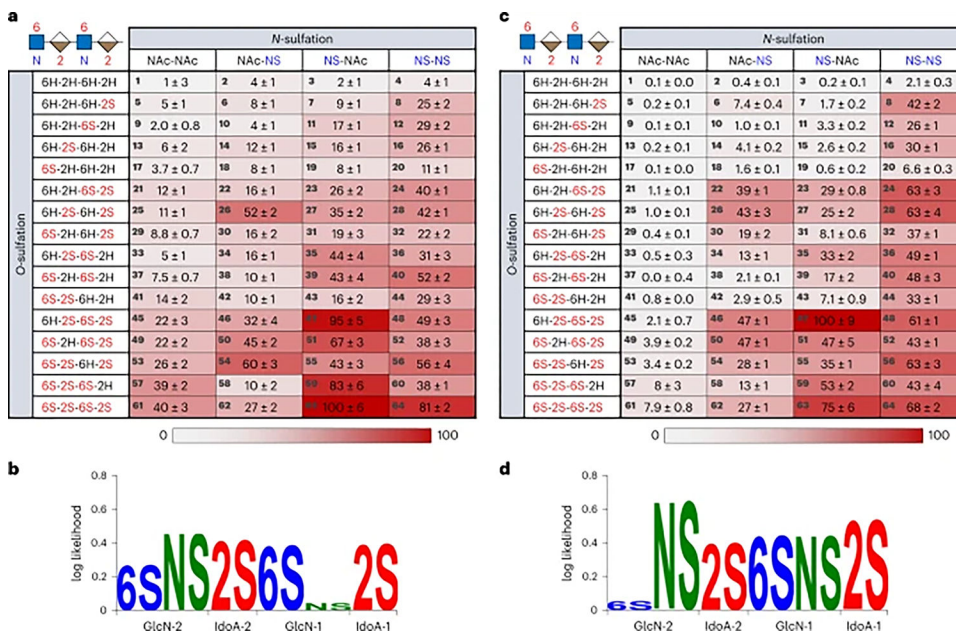 a
6 6
N 2 N 2
N-sulfation
NAc-NAc NAc-NS NS-NAc NS-NS
O-sulfation
6H-2H-6H-2H 1 1 ± 3 2 4 ± 1 3 2 ± 1 4 4 ± 1
6H-2H-6H-2S 5 5 ± 1 6 8 ± 1 7 9 ± 1 8 25 ± 2
6H-2H-6S-2H 9 2.0 ± 0.8 10 4 ± 1 11 17 ± 1 12 29 ± 2
6H-2S-6H-2H 13 6 ± 2 14 12 ± 1 15 16 ± 1 16 26 ± 1
6S-2H-6H-2H 17 3.7 ± 0.7 18 8 ± 1 19 8 ± 1 20 11 ± 1
6H-2H-6S-2S 21 12 ± 1 22 16 ± 1 23 26 ± 2 24 40 ± 1
6H-2S-6H-2S 25 11 ± 1 26 52 ± 2 27 35 ± 2 28 42 ± 1
6S-2H-6H-2S 29 8.8 ± 0.7 30 16 ± 2 31 19 ± 3 32 22 ± 2
6H-2S-6S-2H 33 5 ± 1 34 16 ± 1 35 44 ± 4 36 31 ± 3
6S-2H-6S-2H 37 7.5 ± 0.7 38 10 ± 1 39 43 ± 4 40 52 ± 2
6S-2S-6H-2H 41 14 ± 2 42 10 ± 1 43 16 ± 2 44 29 ± 3
6H-2S-6S-2S 45 22 ± 3 46 32 ± 4 95 ± 5 48 49 ± 3
6S-2H-6S-2S 49 22 ± 2 50 45 ± 2 51 67 ± 3 52 38 ± 3
6S-2S-6H-2S 53 26 ± 2 54 60 ± 3 55 43 ± 3 56 56 ± 4
6S-2S-6S-2H 57 39 ± 2 58 10 ± 2 59 83 ± 6 60 38 ± 1
6S-2S-6S-2S 61 40 ± 3 62 27 ± 2 100 ± 6 64 81 ± 2
0 100
c
6 6
N 2 N 2
N-sulfation
NAc-NAc NAc-NS NS-NAc NS-NS
O-sulfation
6H-2H-6H-2H 1 0.1 ± 0.0 2 0.4 ± 0.1 3 0.2 ± 0.1 4 2.1 ± 0.3
6H-2H-6H-2S 5 0.2 ± 0.1 6 7.4 ± 0.4 7 1.7 ± 0.2 8 42 ± 2
6H-2H-6S-2H 9 0.1 ± 0.1 10 1.0 ± 0.1 11 3.3 ± 0.2 12 26 ± 1
6H-2S-6H-2H 13 0.2 ± 0.1 14 4.1 ± 0.2 15 2.6 ± 0.2 16 30 ± 1
6S-2H-6H-2H 17 0.1 ± 0.0 18 1.6 ± 0.1 19 0.6 ± 0.2 20 6.6 ± 0.3
6H-2H-6S-2S 21 1.1 ± 0.1 22 39 ± 1 23 29 ± 0.8 24 63 ± 3
6H-2S-6H-2S 25 1.0 ± 0.1 26 43 ± 3 27 25 ± 2 28 63 ± 4
6S-2H-6H-2S 29 0.4 ± 0.1 30 19 ± 2 31 8.1 ± 0.6 32 37 ± 1
6H-2S-6S-2H 33 0.5 ± 0.3 34 13 ± 1 35 33 ± 2 36 49 ± 1
6S-2H-6S-2H 37 0.0 ± 0.4 38 2.1 ± 0.1 39 17 ± 2 40 48 ± 3
6S-2S-6H-2H 41 0.8 ± 0.0 42 2.9 ± 0.5 43 7.1 ± 0.9 44 33 ± 1
6H-2S-6S-2S 45 2.1 ± 0.7 46 47 ± 1 100 ± 9 48 61 ± 1
6S-2H-6S-2S 49 3.9 ± 0.2 50 47 ± 1 51 47 ± 5 52 43 ± 1
6S-2S-6H-2S 53 3.4 ± 0.2 54 28 ± 1 55 35 ± 1 56 63 ± 3
6S-2S-6S-2H 57 8 ± 3 58 13 ± 1 59 53 ± 2 60 43 ± 4
6S-2S-6S-2S 61 7.9 ± 0.8 62 27 ± 1 63 75 ± 6 64 68 ± 2
0 100
b
log likelihood
0.8
0.6
0.4
0.2
0
6S NS 2S 6S NS 2S
GlcN-2 IdoA-2 GlcN-1 IdoA-1
d
log likelihood
0.8
0.6
0.4
0.2
0
6S NS 2S 6S NS 2S
GlcN-2 IdoA-2 GlcN-1 IdoA-1